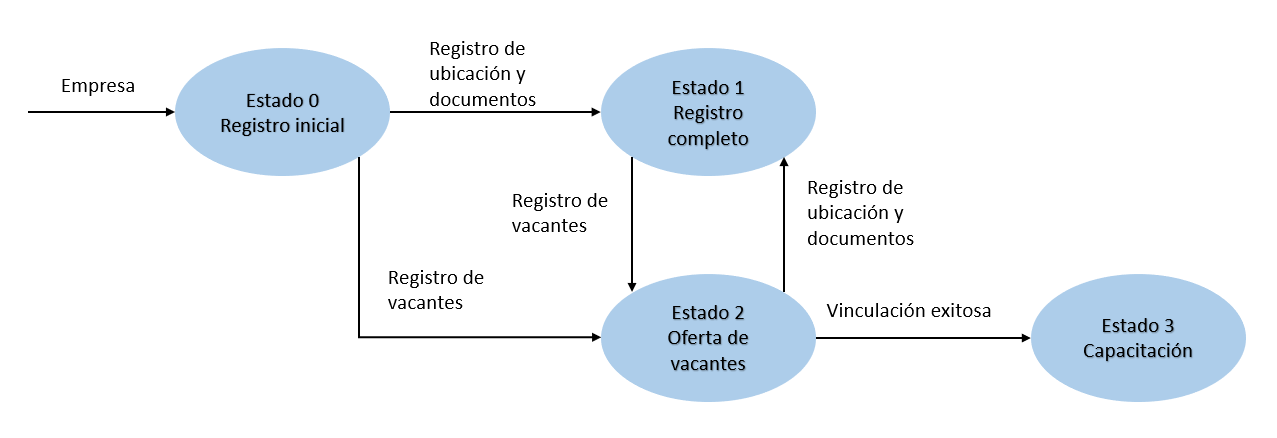 Empresa
Estado 0
Registro inicial
Registro de
ubicación y
documentos
Estado 1
Registro
completo
Registro de
vacantes
Registro de
ubicación y
documentos
Registro de
vacantes
Estado 2
Oferta de
vacantes
Vinculación exitosa
Estado 3
Capacitación